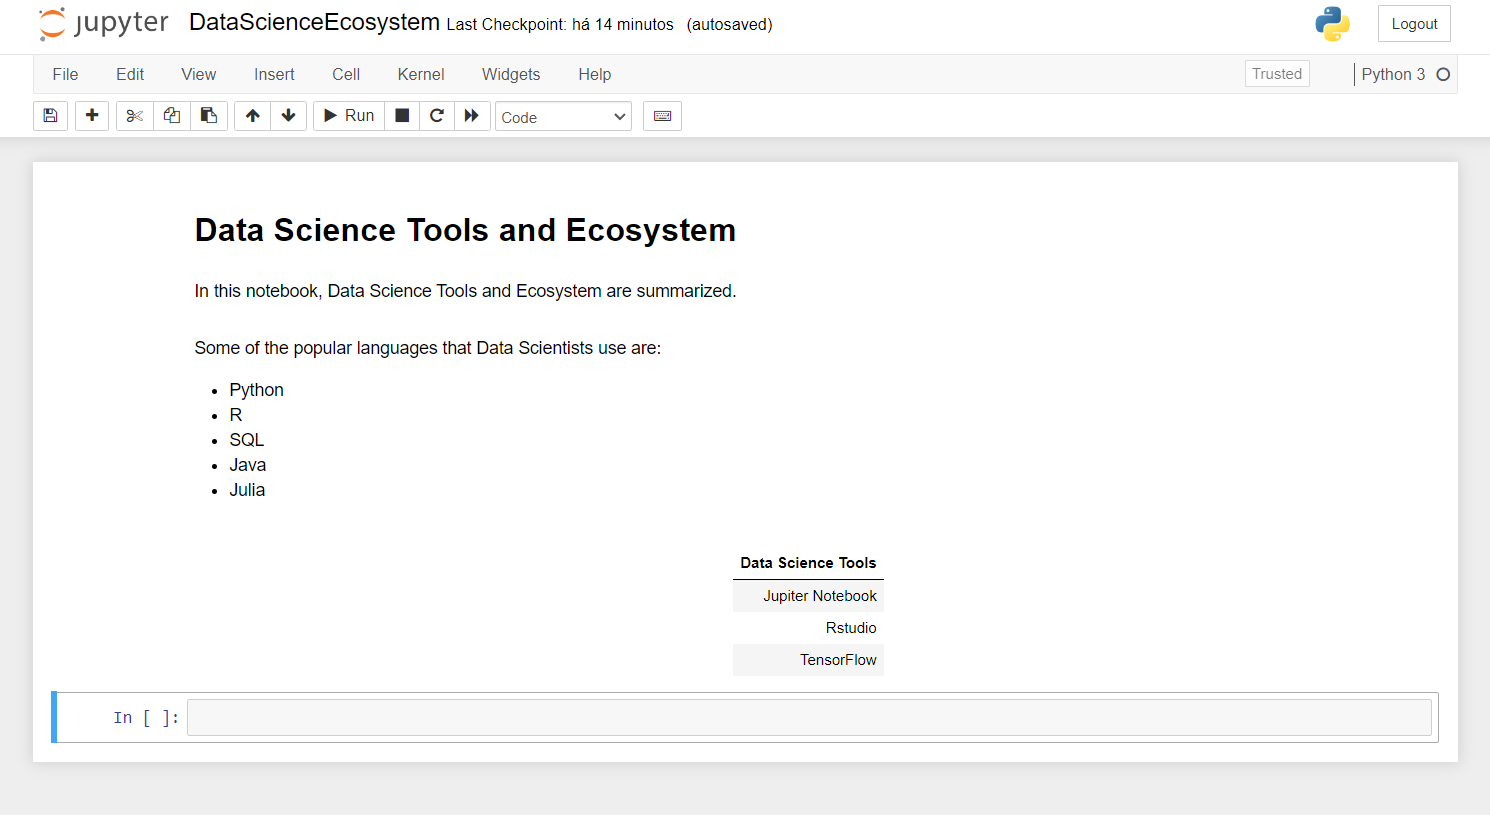 jupyter DataScienceEcosystem Last Checkpoint: há 14 minutos (autosaved) Logout
File Edit View Insert Cell Kernel Widgets Help Trusted Python 3
Run Code
Data Science Tools and Ecosystem
In this notebook, Data Science Tools and Ecosystem are summarized.
Some of the popular languages that Data Scientists use are:
• Python
• R
• SQL
• Java
• Julia
Data Science Tools
Jupiter Notebook
Rstudio
TensorFlow
In [ ]: